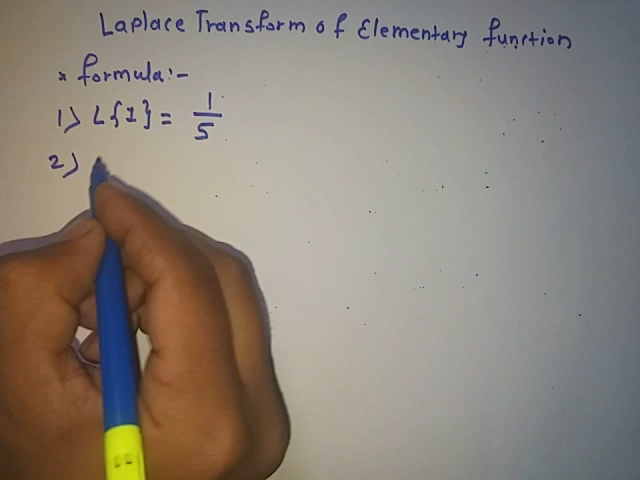 Laplace Transform of Elementary function
* formula:-
1) L{1} = 1/s
2)